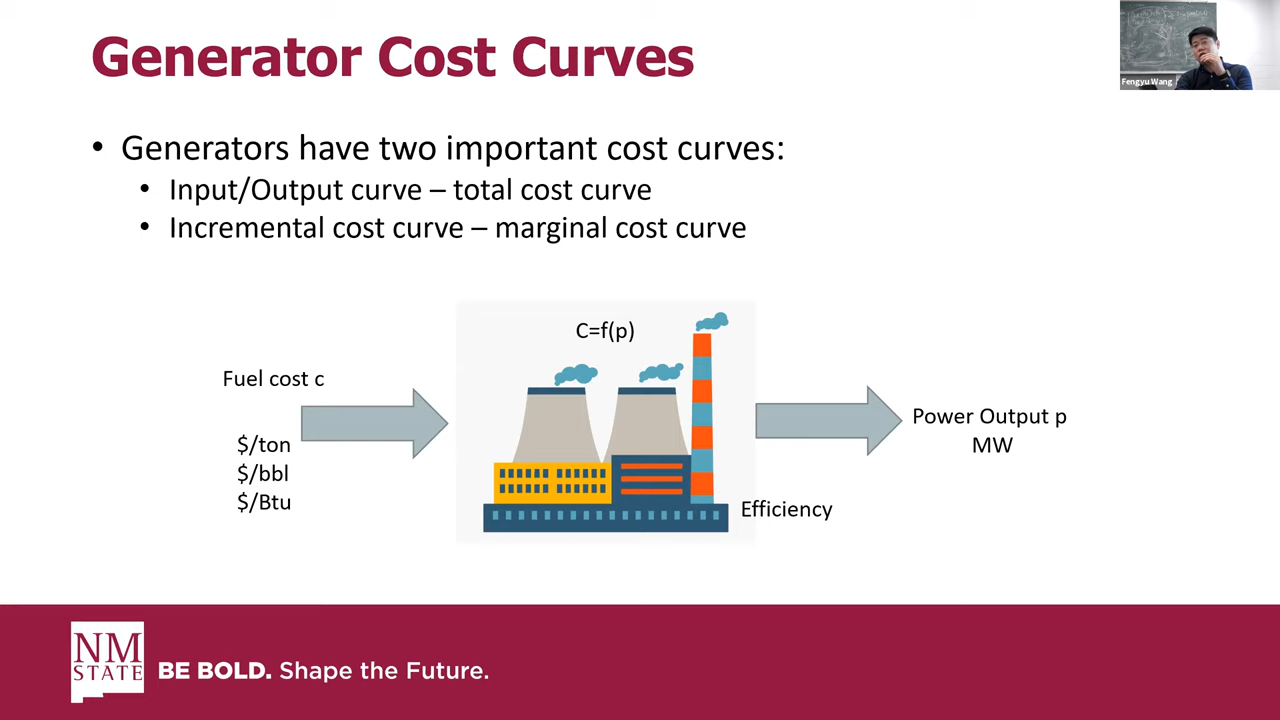 Generator Cost Curves
Fengyu Wang
• Generators have two important cost curves:
• Input/Output curve – total cost curve
• Incremental cost curve – marginal cost curve
C=f(p)
Fuel cost c
$/ton
$/bbl
$/Btu
Power Output p
MW
Efficiency
NM
STATE
BE BOLD. Shape the Future.